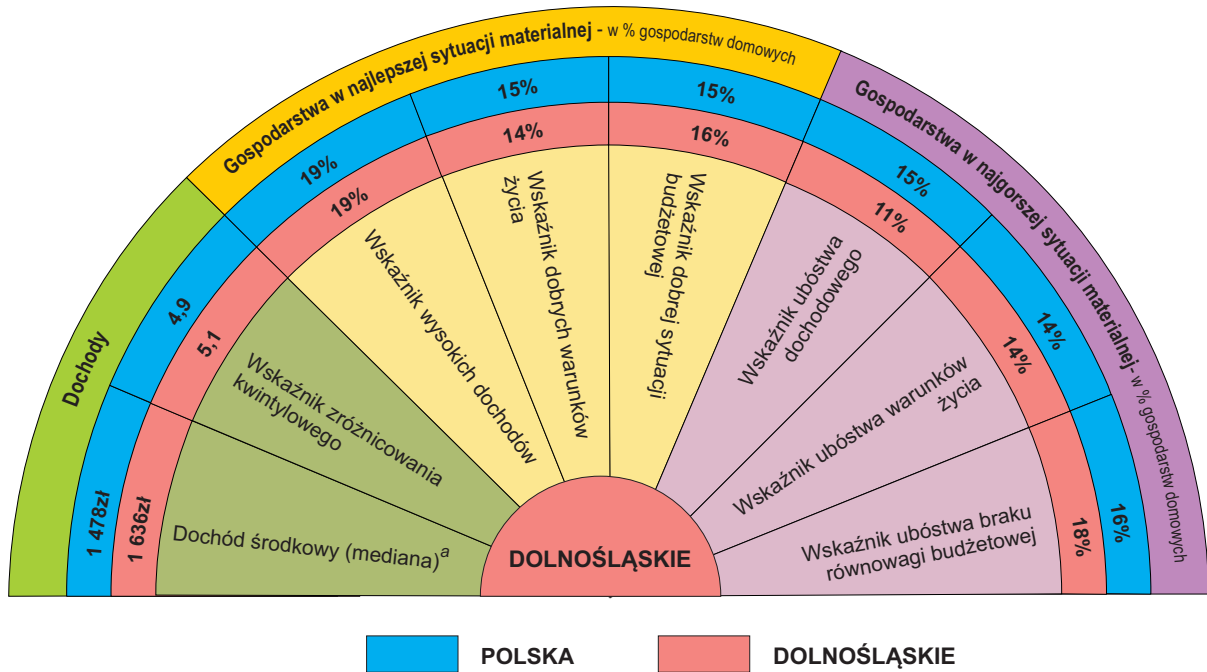 Dochody
Gospodarstwa w najlepszej sytuacji materialnej - w % gospodarstw domowych
Gospodarstwa w najgorszej sytuacji materialnej- w % gospodarstw domowych
1 478zł
4,9
19%
15%
15%
15%
14%
16%
1 636zł
5,1
19%
14%
16%
11%
14%
18%
Dochód środkowy (mediana)a
Wskaźnik zróżnicowania
kwintylowego
Wskaźnik wysokich dochodów
Wskaźnik dobrych warunków
życia
Wskaźnik dobrej sytuacji
budżetowej
Wskaźnik ubóstwa
dochodowego
Wskaźnik ubóstwa warunków
życia
Wskaźnik ubóstwa braku
równowagi budżetowej
DOLNOŚLĄSKIE
POLSKA
DOLNOŚLĄSKIE